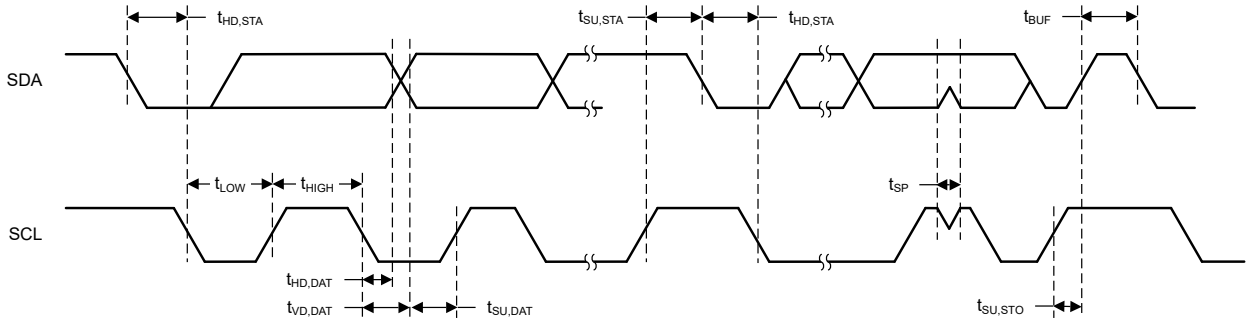 tHD,STA
tSU,STA
tHD,STA
tBUF
SDA
tLOW
tHIGH
tSP
SCL
tHD,DAT
tVD,DAT
tSU,DAT
tSU,STO